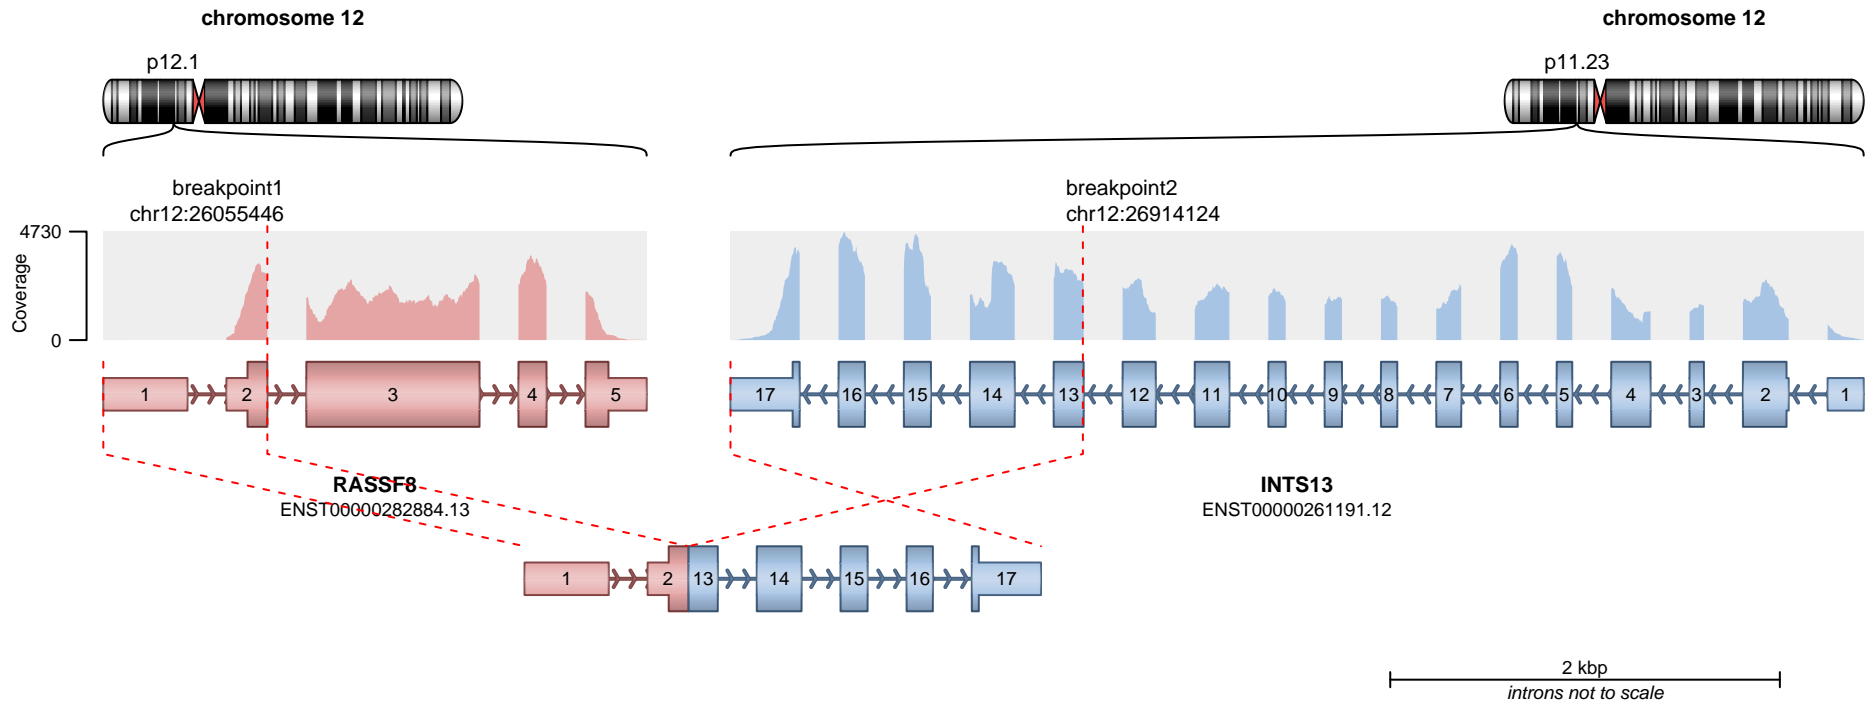 chromosome 12
chromosome 12
p12.1
p11.23
breakpoint1
chr12:26055446
breakpoint2
chr12:26914124
4730
Coverage
0
1 2 3 4 5
17 16 15 14 13 12 11 10 9 8 7 6 5 4 3 2 1
RASSF8
ENST00000282884.13
INTS13
ENST00000261191.12
1 2 13 14 15 16 17
2 kbp
introns not to scale